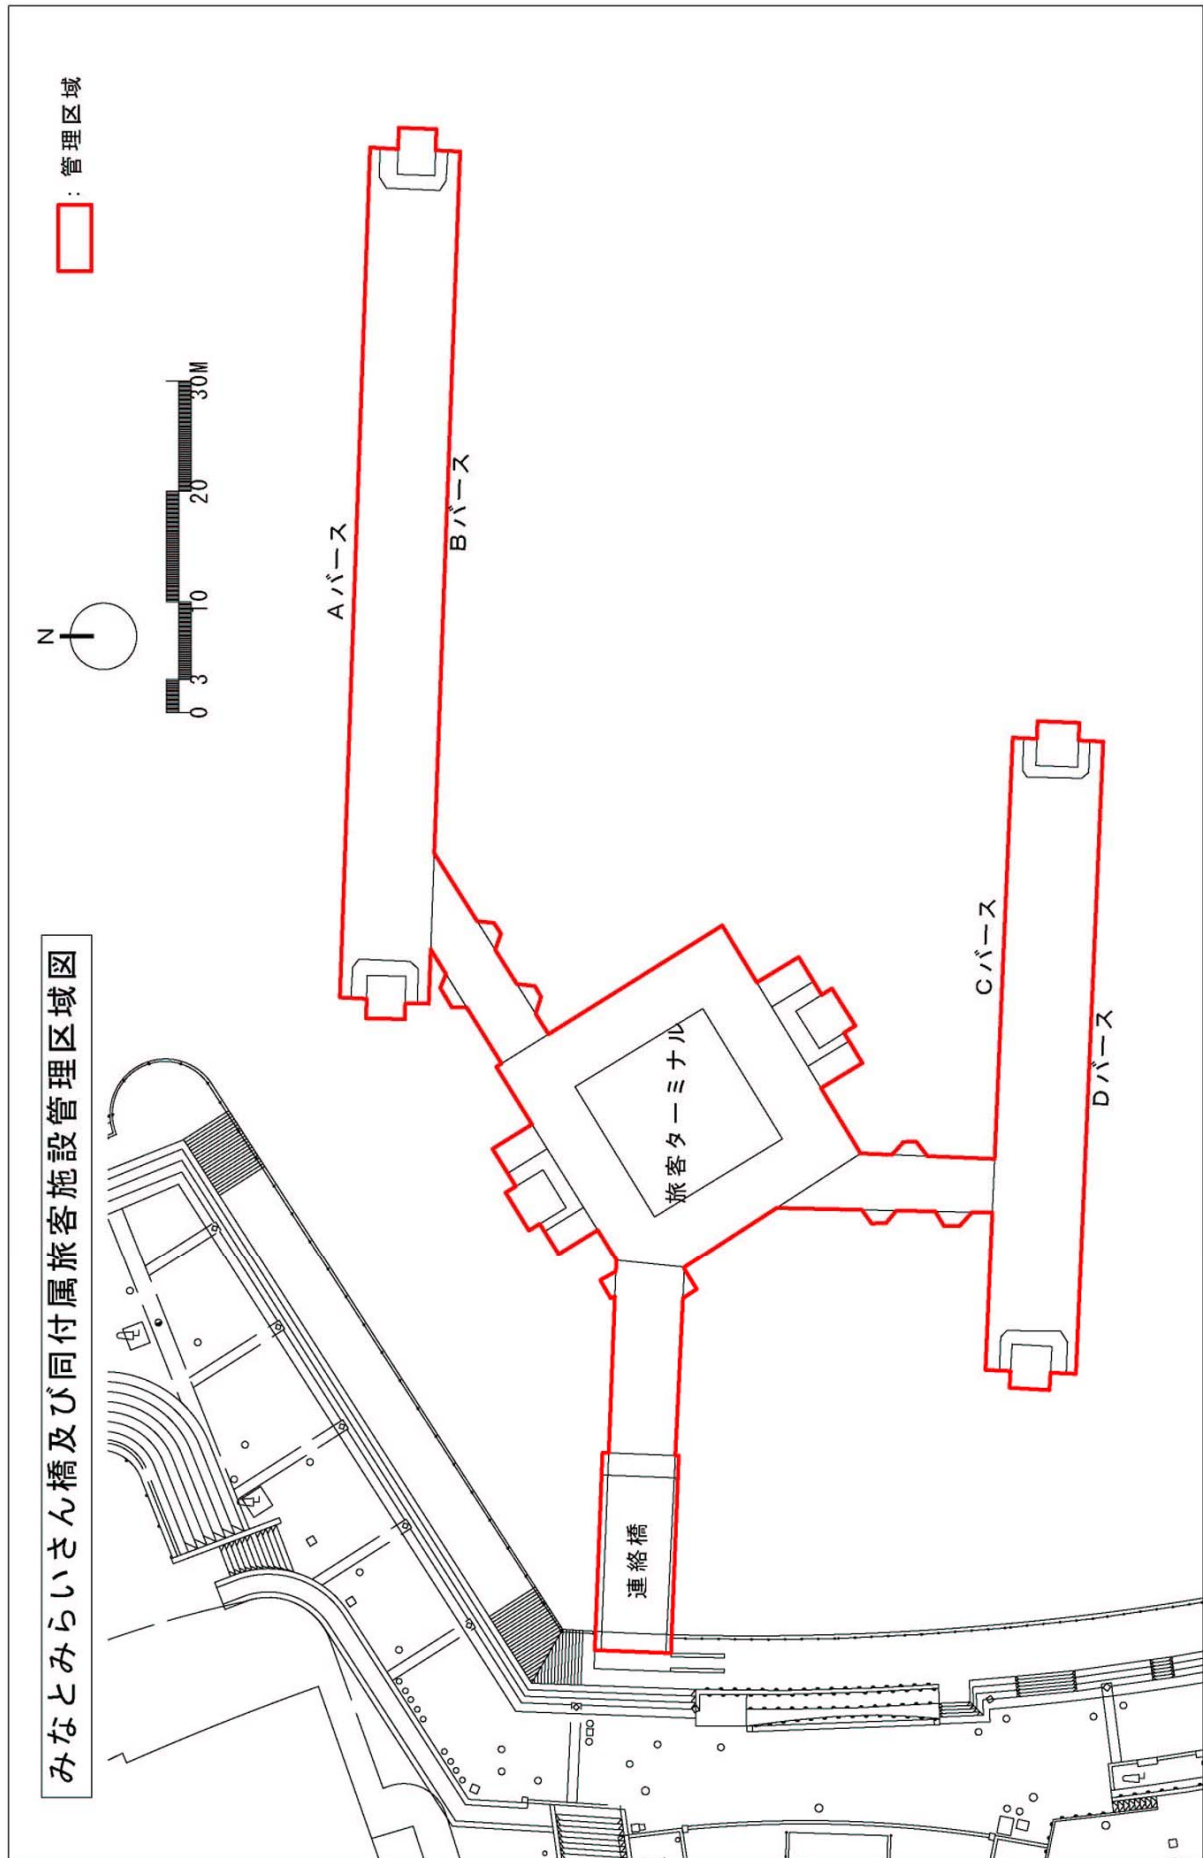 みなとみらいさん橋及び同付属旅客施設管理区域図
N
0 3 10 20 30M
: 管理区域
Aバース
Bバース
旅客ターミナル
連絡橋
Cバース
Dバース